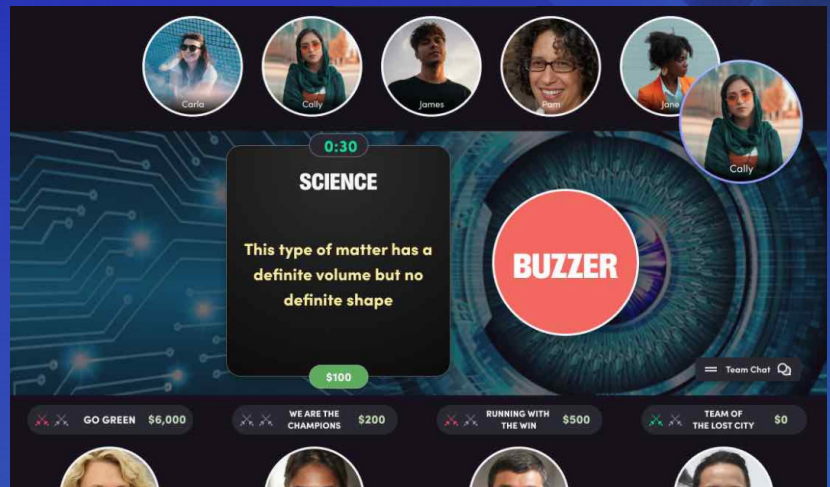 Carla
Cally
James
Pam
Jane
Cally
0:30
SCIENCE
This type of matter has a
definite volume but no
definite shape
$100
BUZZER
Team Chat
GO GREEN $6,000
WE ARE THE
CHAMPIONS
$200
RUNNING WITH
THE WIN
$500
TEAM OF
THE LOST CITY
$0